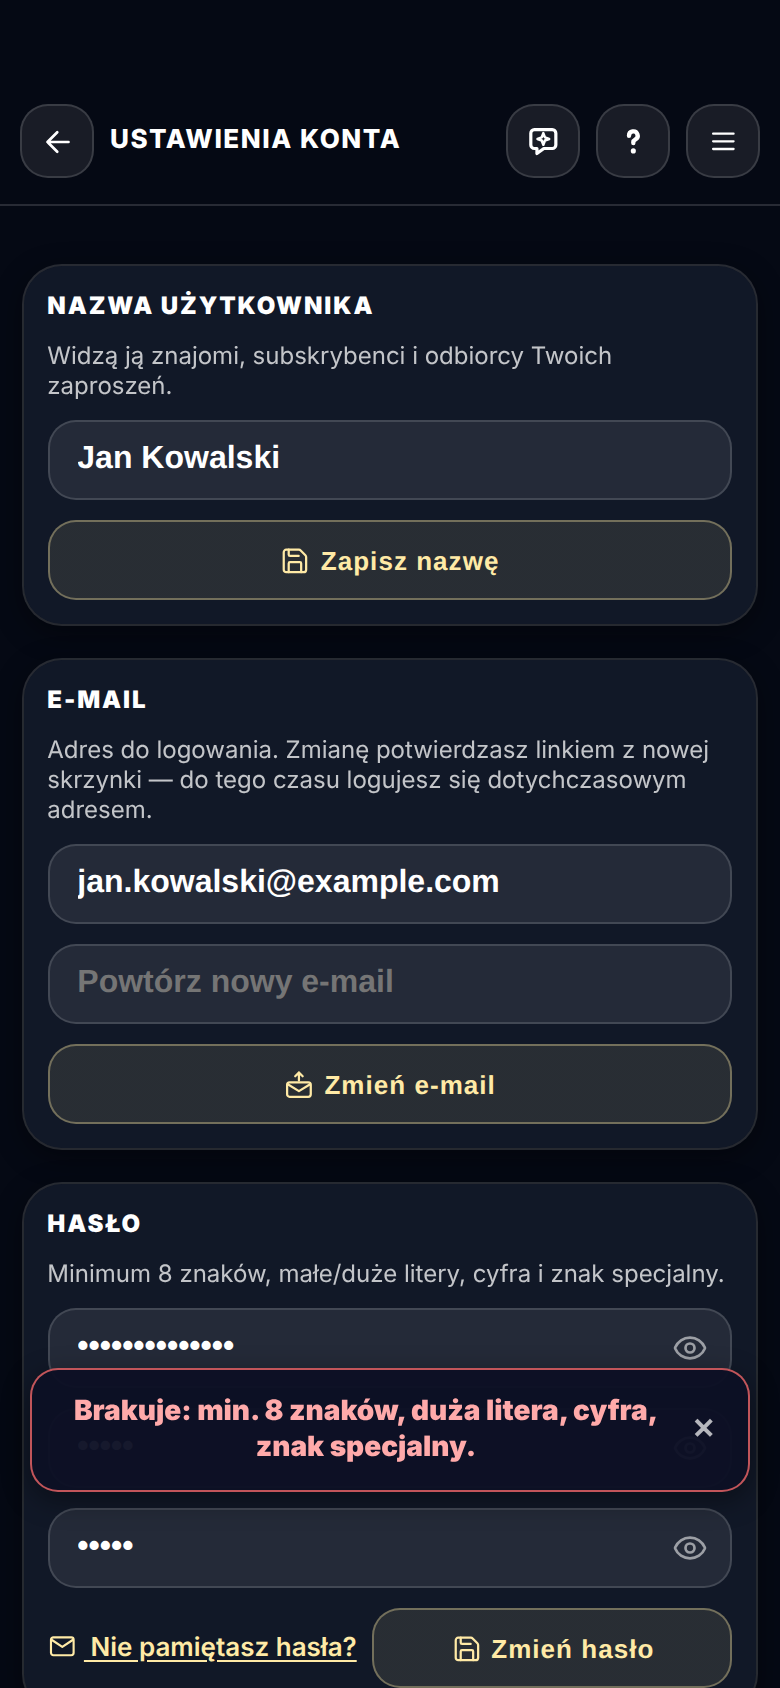 USTAWIENIA KONTA
NAZWA UŻYTKOWNIKA
Widzą ją znajomi, subskrybenci i odbiorcy Twoich
zaproszeń.
Jan Kowalski
Zapisz nazwę
E-MAIL
Adres do logowania. Zmianę potwierdzasz linkiem z nowej
skrzynki — do tego czasu logujesz się dotychczasowym
adresem.
jan.kowalski@example.com
Powtórz nowy e-mail
Zmień e-mail
HASŁO
Minimum 8 znaków, małe/duże litery, cyfra i znak specjalny.
••••••••••••••
Brakuje: min. 8 znaków, duża litera, cyfra,
znak specjalny.
•••••
•••••
Nie pamiętasz hasła?
Zmień hasło